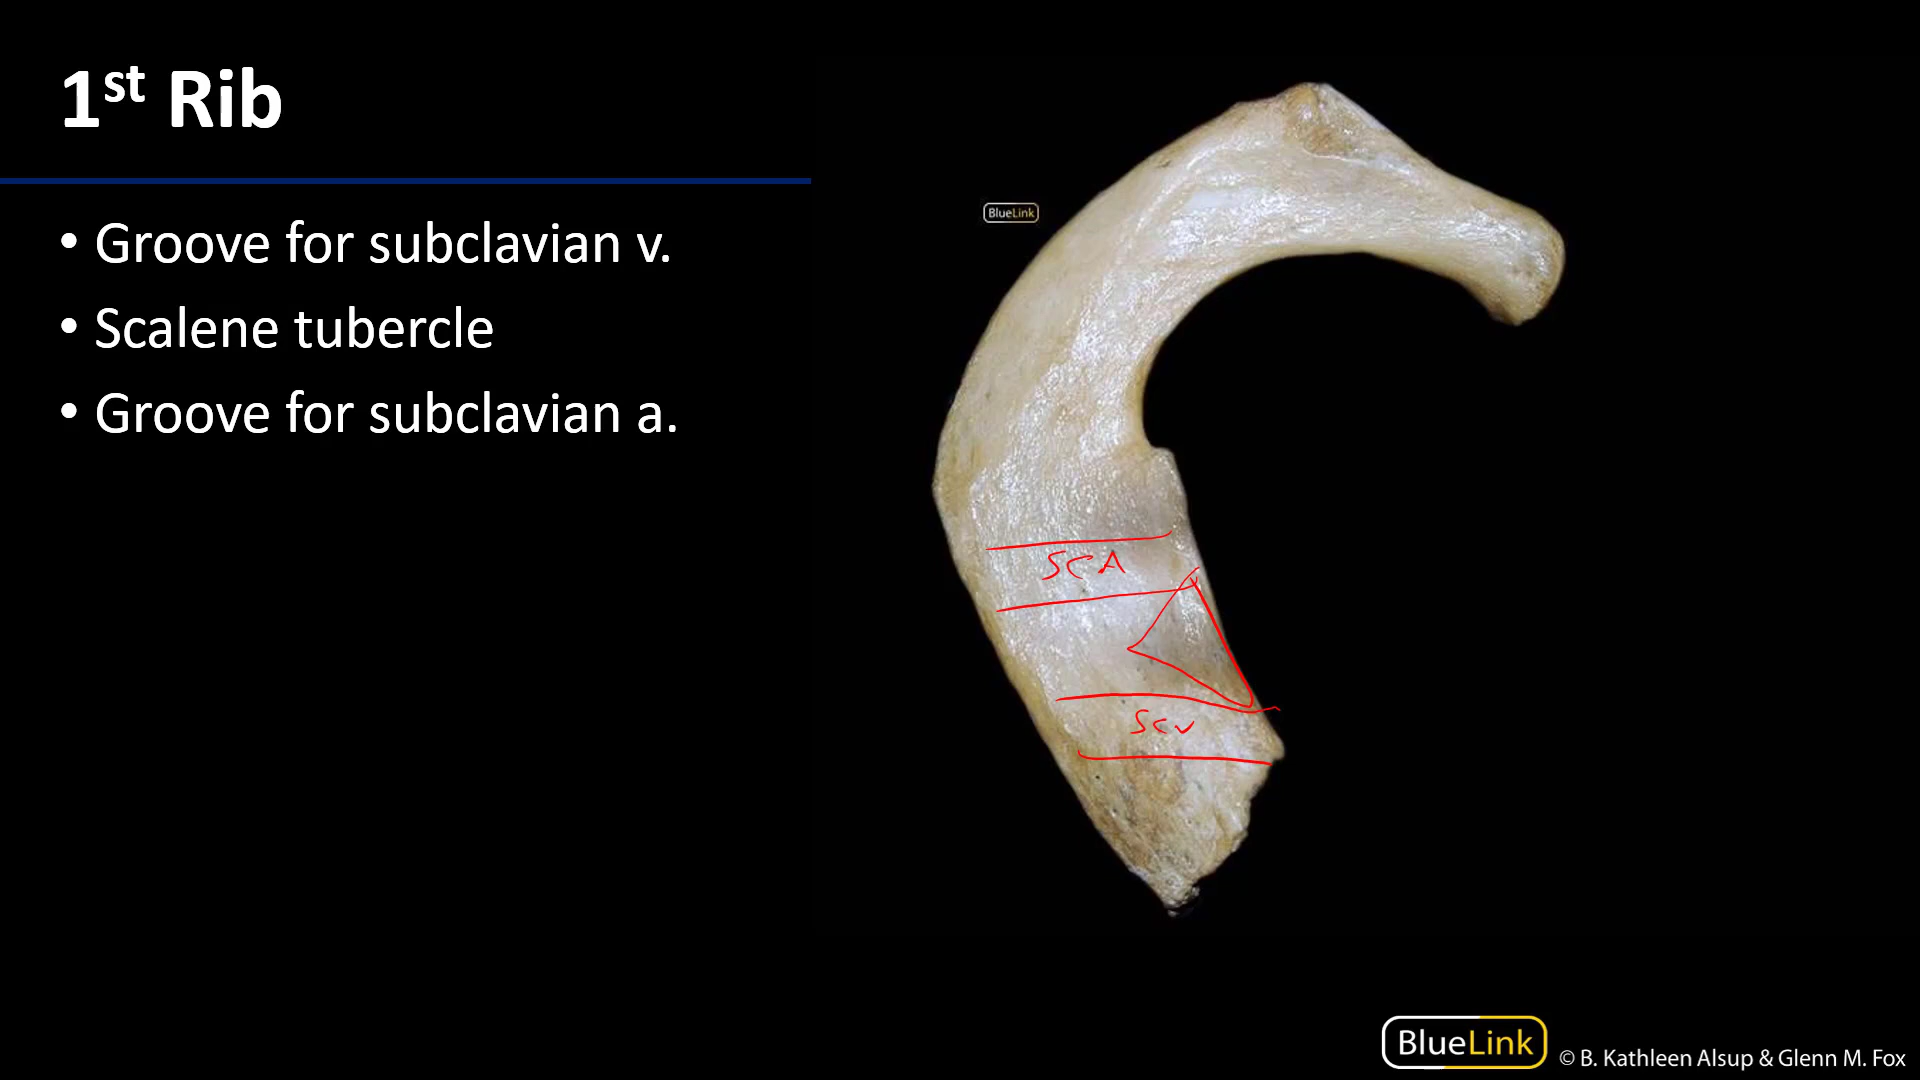 1st Rib
• Groove for subclavian v.
• Scalene tubercle
• Groove for subclavian a.
BlueLink
SCA
SCV
BlueLink
© B. Kathleen Alsup & Glenn M. Fox